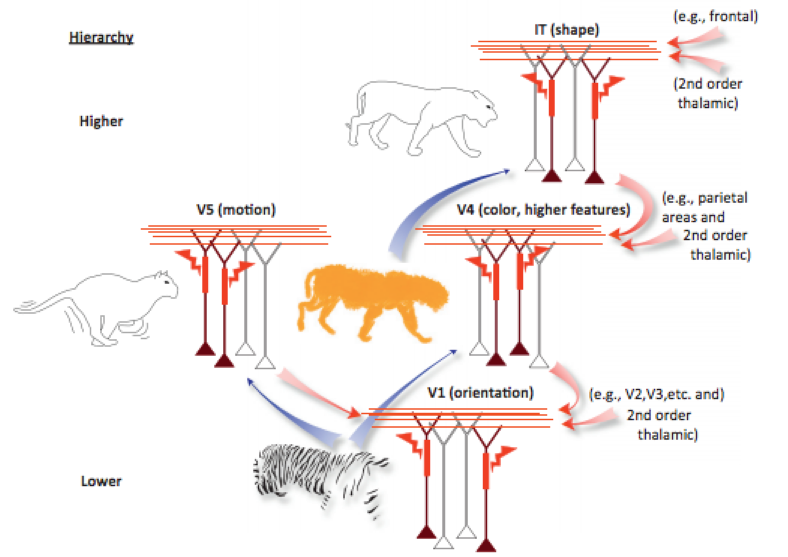 Hierarchy
IT (shape)
(e.g., frontal)
(2nd order
thalamic)
Higher
V5 (motion)
V4 (color, higher features)
(e.g., parietal
areas and
2nd order
thalamic)
V1 (orientation)
(e.g., V2,V3,etc. and)
2nd order
thalamic)
Lower